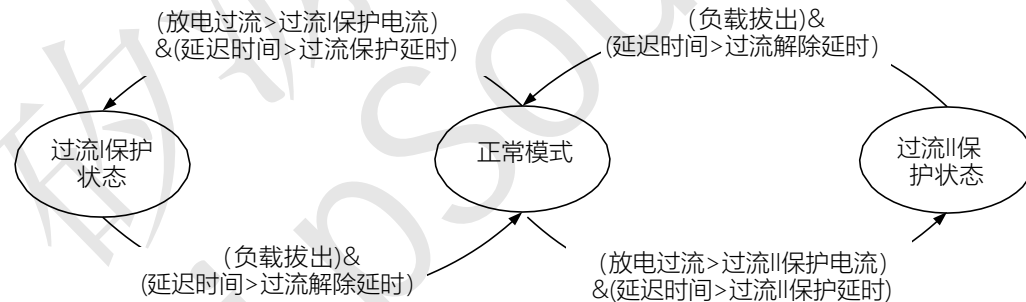 (放电过流>过流I保护电流)
&(延迟时间>过流保护延时)
(负载拔出)&
(延迟时间>过流解除延时)
过流I保护
状态
正常模式
过流II保
护状态
(负载拔出)&
(延迟时间>过流解除延时)
(放电过流>过流II保护电流)
&(延迟时间>过流II保护延时)